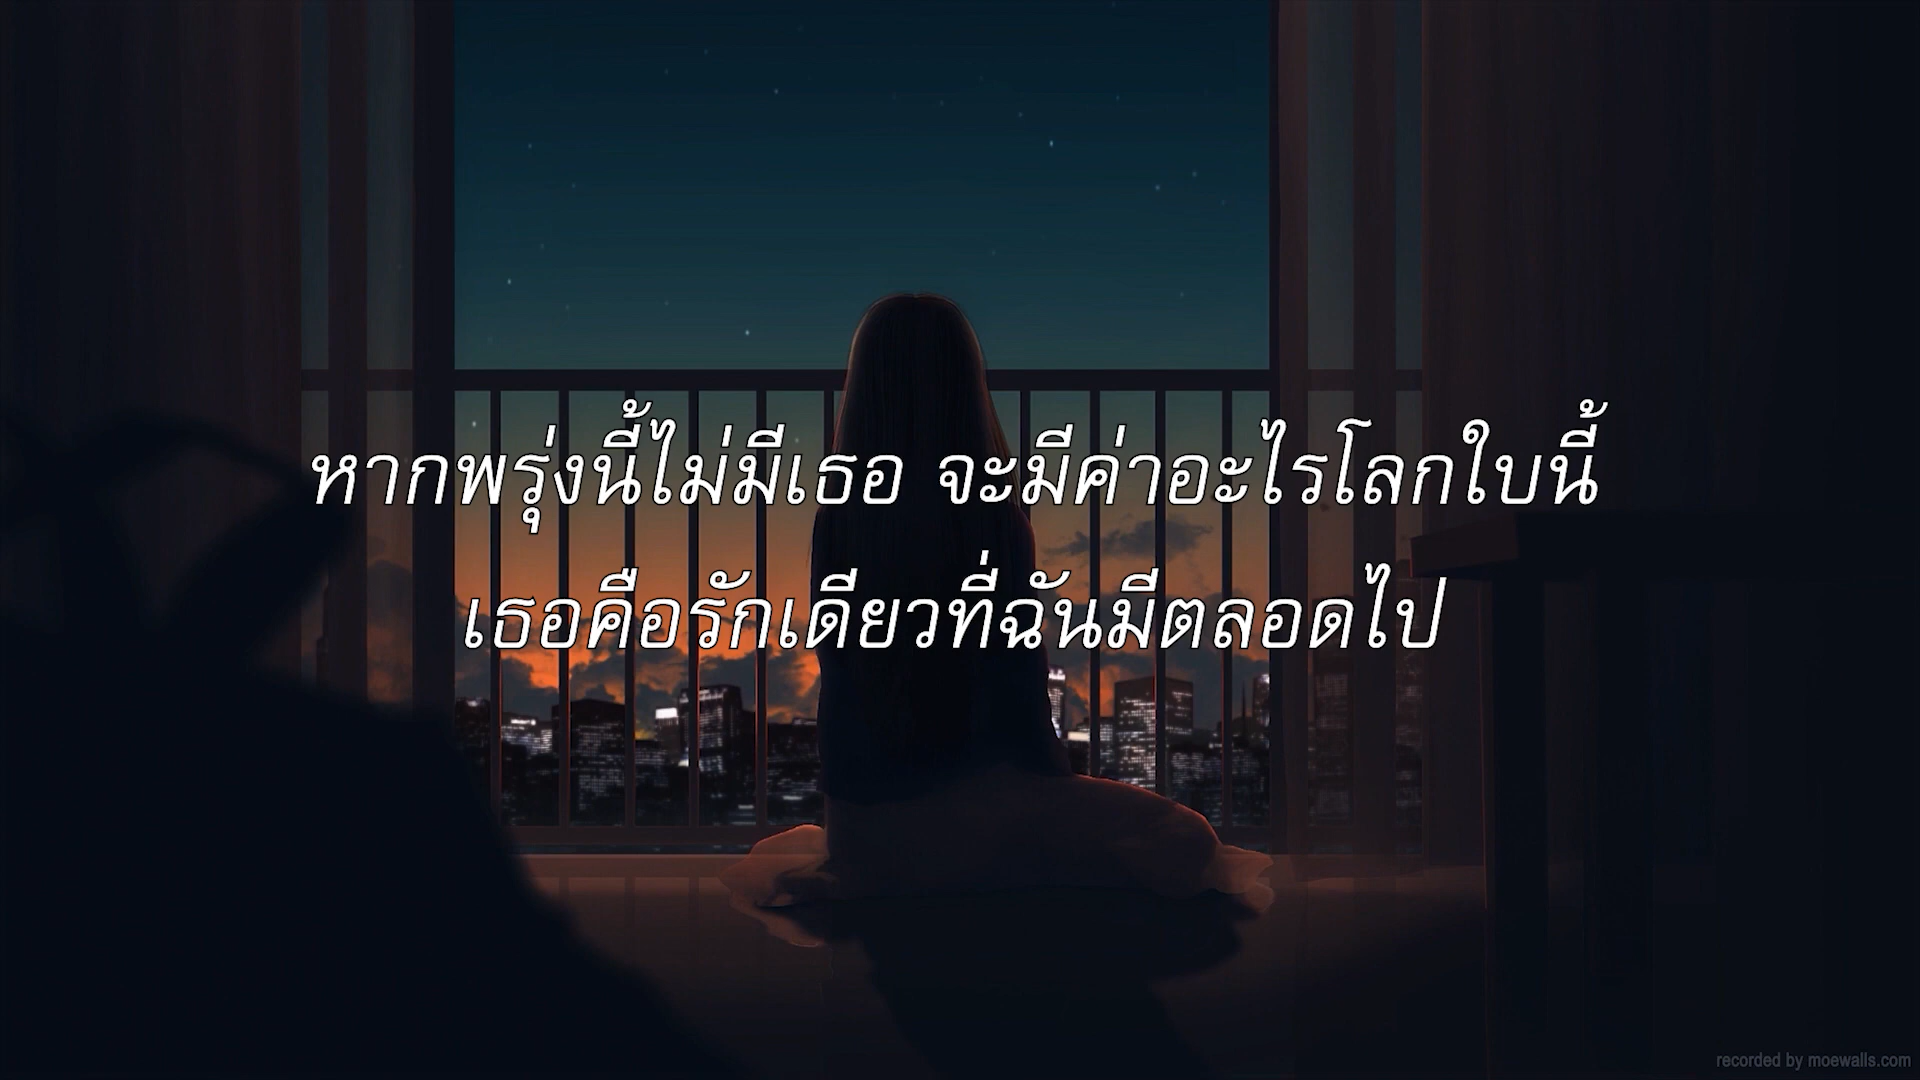 หากพรุ่งนี้ไม่มีเธอ จะมีค่าอะไรโลกใบนี้
เธอคือรักเดียวที่ฉันมีตลอดไป
recorded by moewalls.com